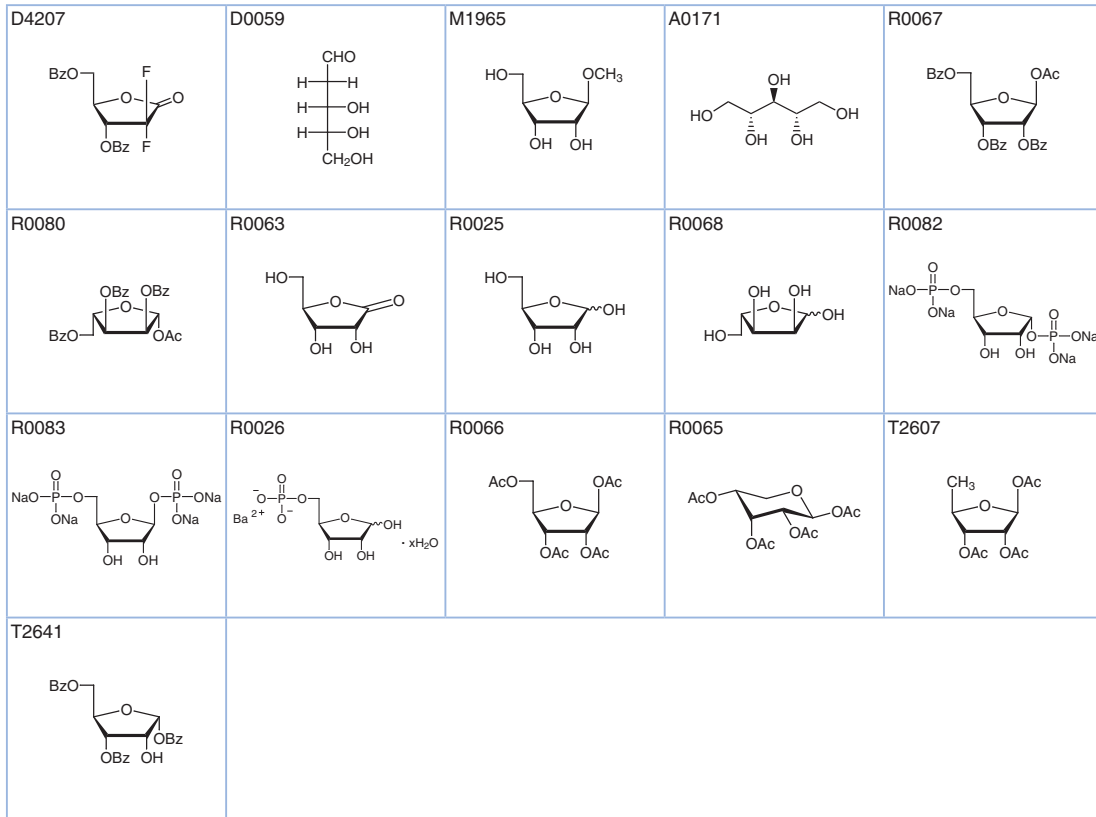 D4207
BzO
F
O
O
OBz
F
D0059
CHO
H
H
H
OH
H
OH
CH2OH
M1965
HO
O
OCH3
OH
OH
A0171
OH
HO
OH
OH
OH
R0067
BzO
O
OAc
OBz
OBz
R0080
OBz
OBz
O
BzO
OAc
R0063
HO
O
O
OH
OH
R0025
HO
O
OH
OH
OH
R0068
OH
OH
O
OH
HO
R0082
O
NaO
P
O
ONa
O
O
O
P
ONa
ONa
OH
OH
R0083
O
NaO
P
O
ONa
O
O
O
P
ONa
ONa
OH
OH
R0026
O
−O
P
O
O−
Ba 2+
O
OH
OH
OH
· xH2O
R0066
AcO
O
OAc
OAc
OAc
R0065
AcO
O
OAc
OAc
OAc
T2607
CH3
O
OAc
OAc
OAc
T2641
BzO
O
OBz
OBz
OH